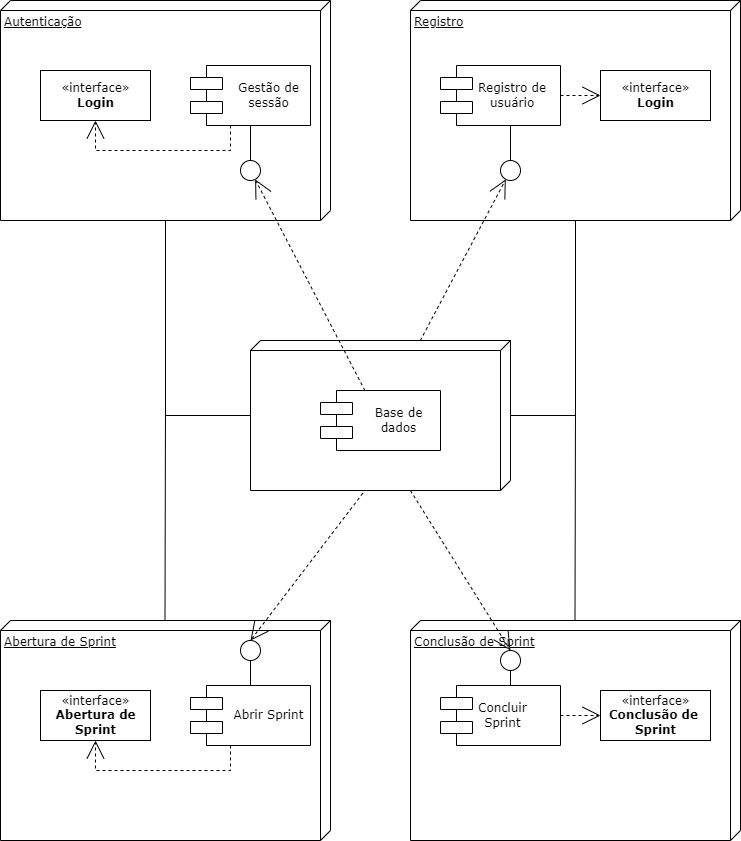 Autenticação
«interface»
Login
Gestão de
sessão
Registro
Registro de
usuário
«interface»
Login
Base de
dados
Abertura de Sprint
«interface»
Abertura de
Sprint
Abrir Sprint
Conclusão de Sprint
Concluir
Sprint
«interface»
Conclusão de
Sprint